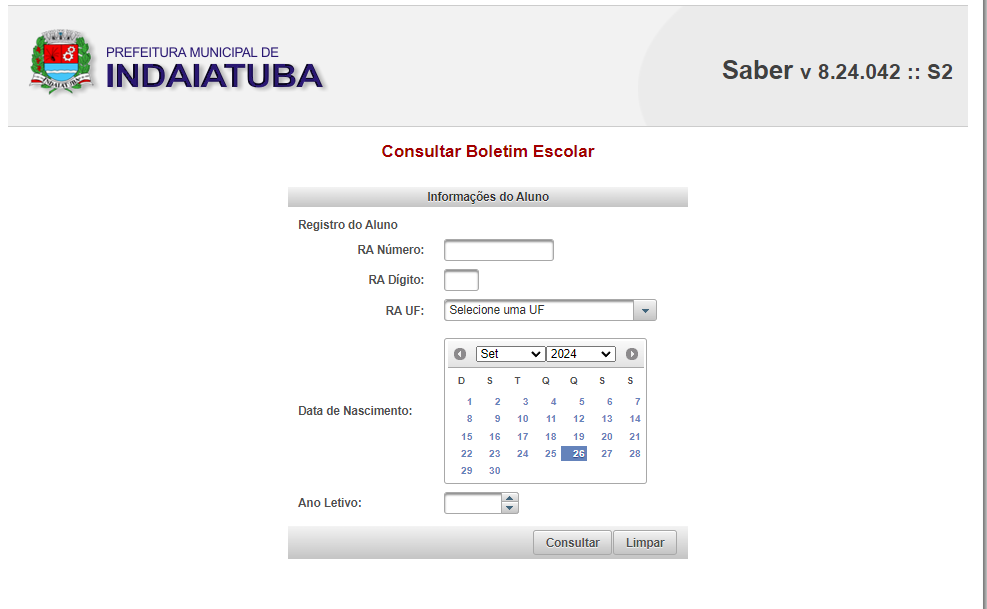 PREFEITURA MUNICIPAL DE
INDAIATUBA
Saber v 8.24.042 :: S2
Consultar Boletim Escolar
Informações do Aluno
Registro do Aluno
RA Número:
RA Dígito:
RA UF: Selecione uma UF
Set 2024
D S T Q Q S S
1 2 3 4 5 6 7
8 9 10 11 12 13 14
Data de Nascimento:
15 16 17 18 19 20 21
22 23 24 25 26 27 28
29 30
Ano Letivo:
Consultar Limpar